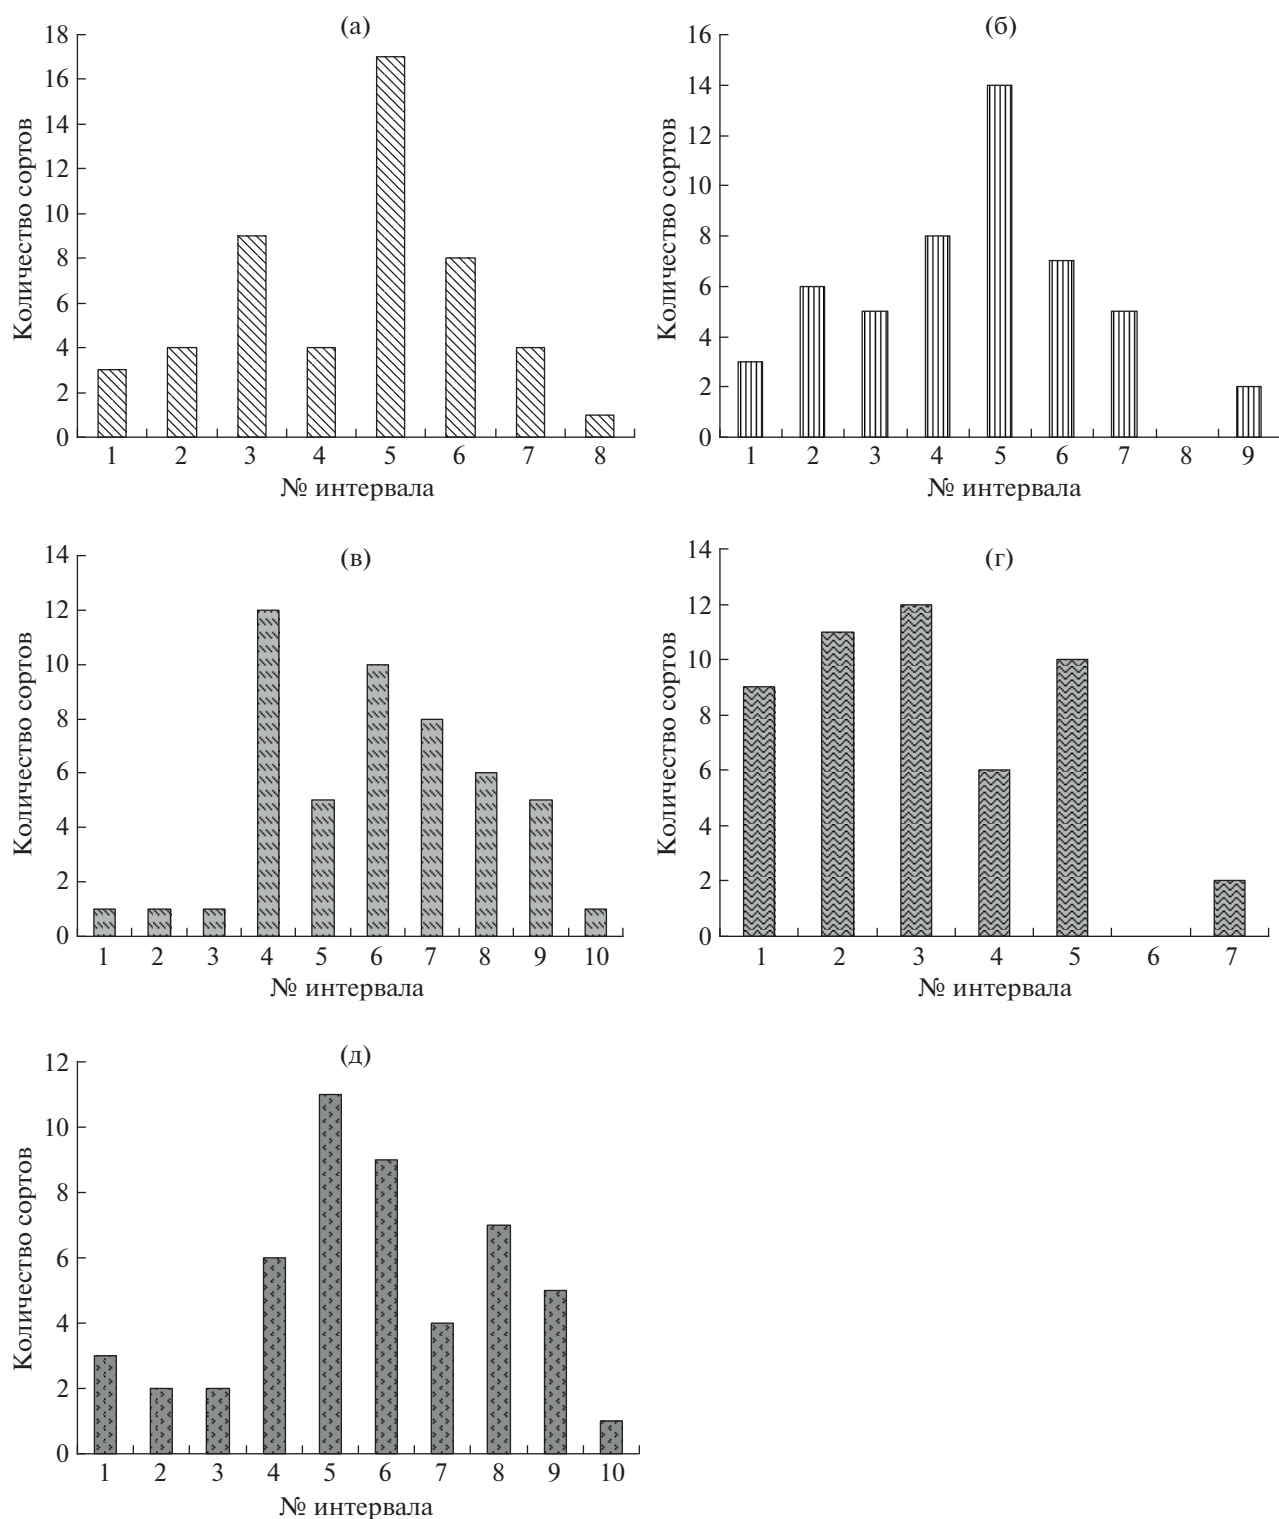 (а)
18
16
14
12
10
8
6
4
2
0
Количество сортов
1 2 3 4 5 6 7 8
№ интервала
(б)
16
14
12
10
8
6
4
2
0
Количество сортов
1 2 3 4 5 6 7 8 9
№ интервала
(в)
14
12
10
8
6
4
2
0
Количество сортов
1 2 3 4 5 6 7 8 9 10
№ интервала
(г)
14
12
10
8
6
4
2
0
Количество сортов
1 2 3 4 5 6 7
№ интервала
(д)
12
10
8
6
4
2
0
Количество сортов
1 2 3 4 5 6 7 8 9 10
№ интервала